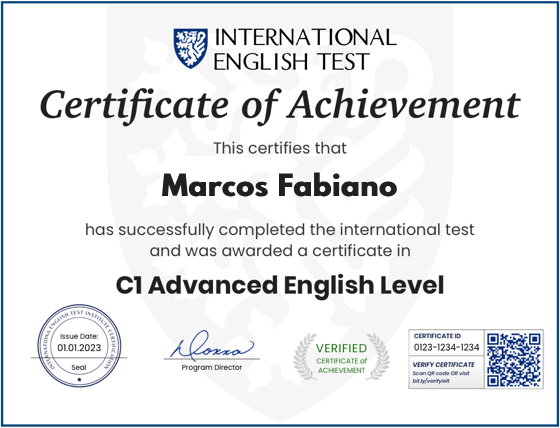 INTERNATIONAL
ENGLISH TEST
Certificate of Achievement
This certifies that
Marcos Fabiano
has successfully completed the international test
and was awarded a certificate in
C1 Advanced English Level
INTERNATIONAL ENGLISH TEST INSTITUTE CERTIFICATION
Issue Date:
01.01.2023
Seal
Donna
Program Director
VERIFIED
CERTIFICATE of
ACHIEVEMENT
CERTIFICATE ID
0123-1234-1234
VERIFY CERTIFICATE
Scan QR code OR visit
bit.ly/verifyielt